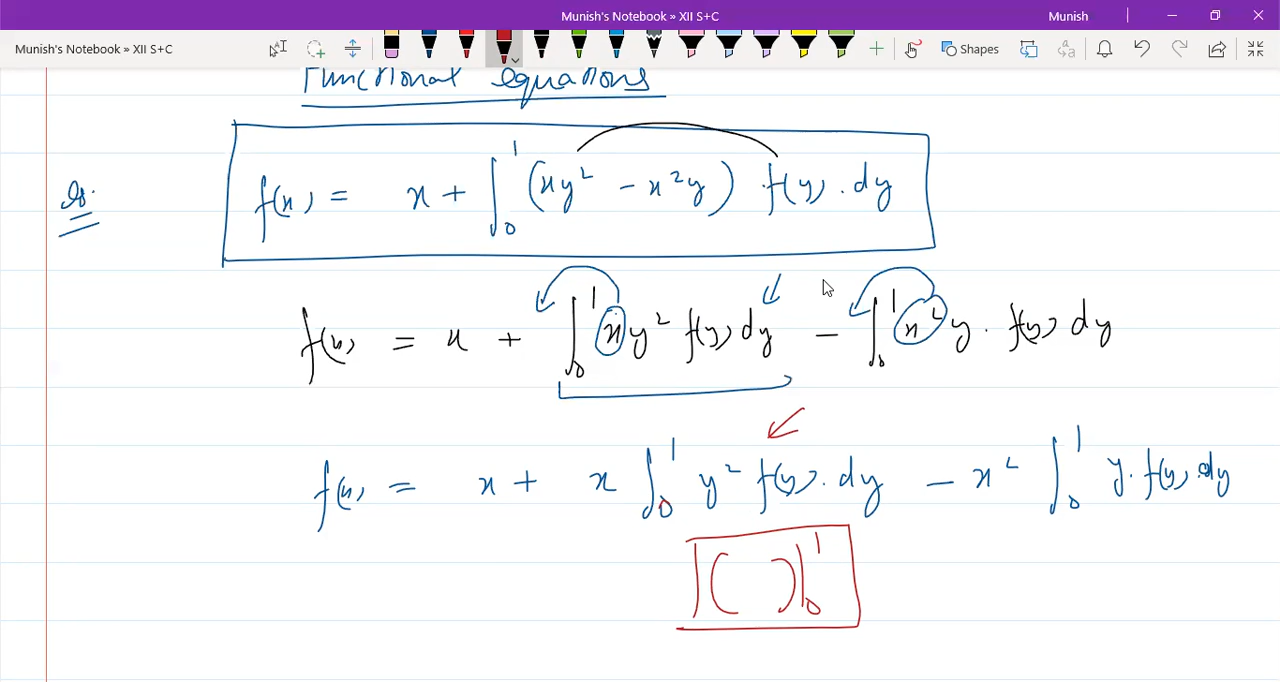 Munish's Notebook » XII S+C
Munish
Munish's Notebook » XII S+C
Shapes
Functional equations
Q. f(x) = x + ∫₀¹ (xy² - x²y) f(y) . dy
f(x) = x + ∫₀¹ xy² f(y) dy - ∫₀¹ x² y . f(y) dy
f(x) = x + x ∫₀¹ y² f(y) . dy - x² ∫₀¹ y . f(y) . dy
|( )|₀¹